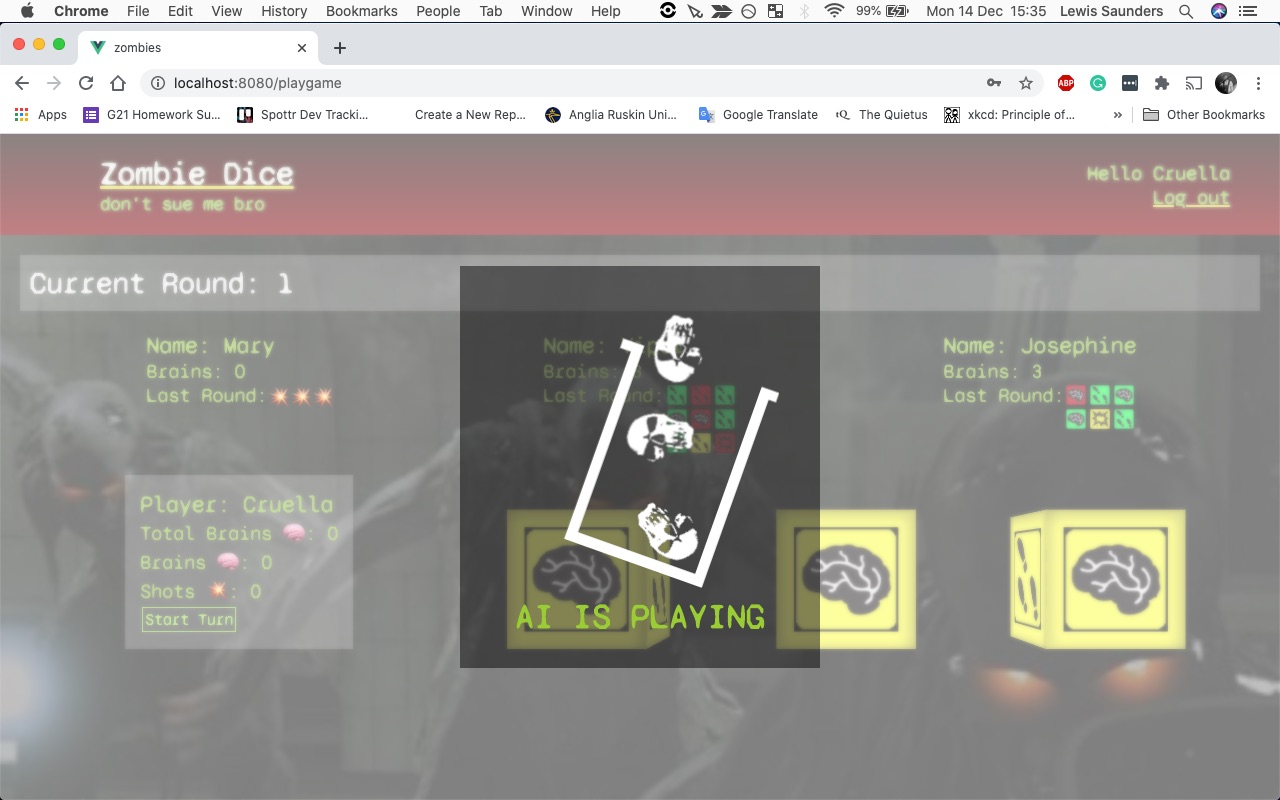 Chrome File Edit View History Bookmarks People Tab Window Help 99% Mon 14 Dec 15:35 Lewis Saunders
zombies
localhost:8080/playgame
ABP
Apps G21 Homework Su... Spottr Dev Tracki... Create a New Rep... Anglia Ruskin Uni... Google Translate The Quietus xkcd: Principle of... » Other Bookmarks
Zombie Dice
don't sue me bro
Hello Cruella
Log out
Current Round: 1
Name: Mary
Brains: 0
Last Round:
Name:
Brains:
Last Round:
Name: Josephine
Brains: 3
Last Round:
Player: Cruella
Total Brains 🧠: 0
Brains 🧠: 0
Shots 💥: 0
Start Turn
AI IS PLAYING